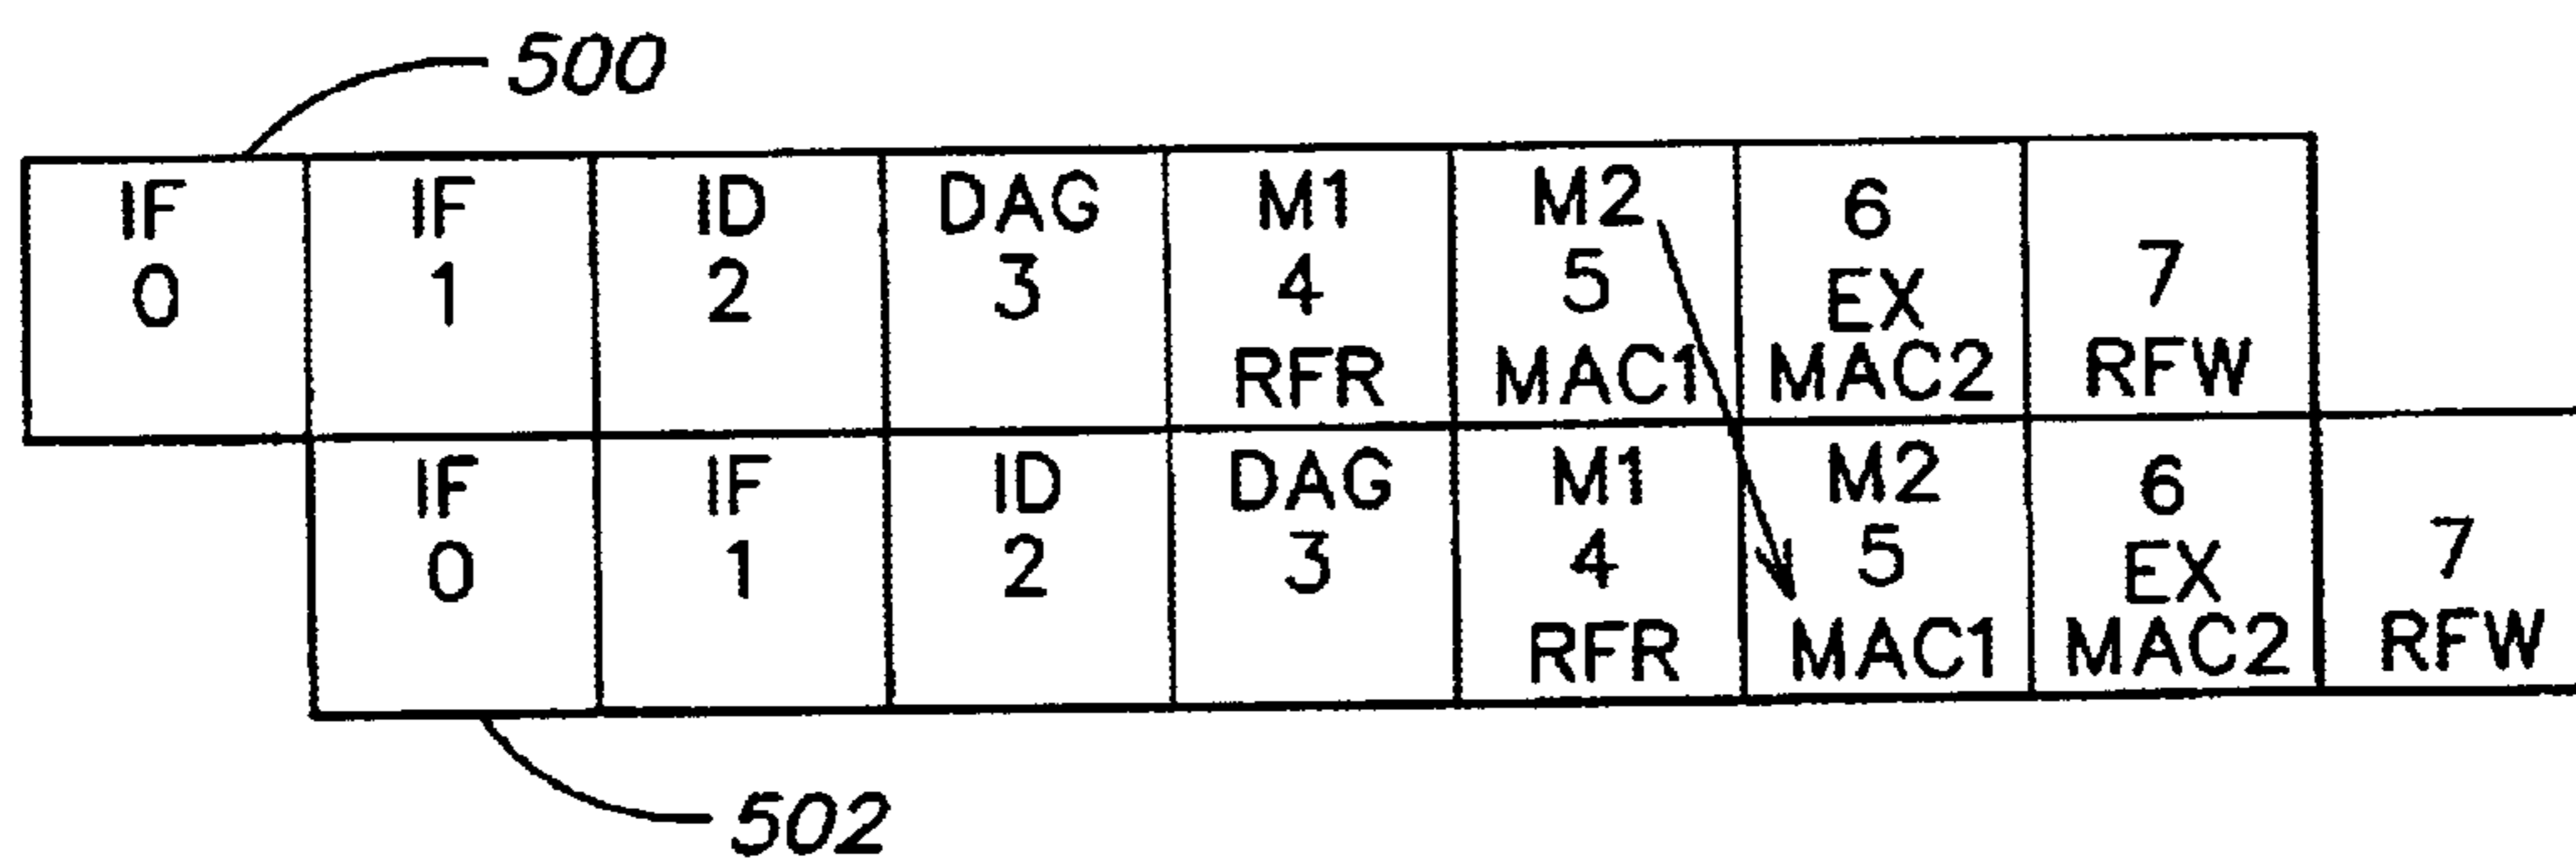 500
IF IF ID DAG M1 M2 6
0 1 2 3 4 5 EX 7
RFR MAC1 MAC2 RFW
IF IF ID DAG M1 M2 6
0 1 2 3 4 5 EX 7
RFR MAC1 MAC2 RFW
502